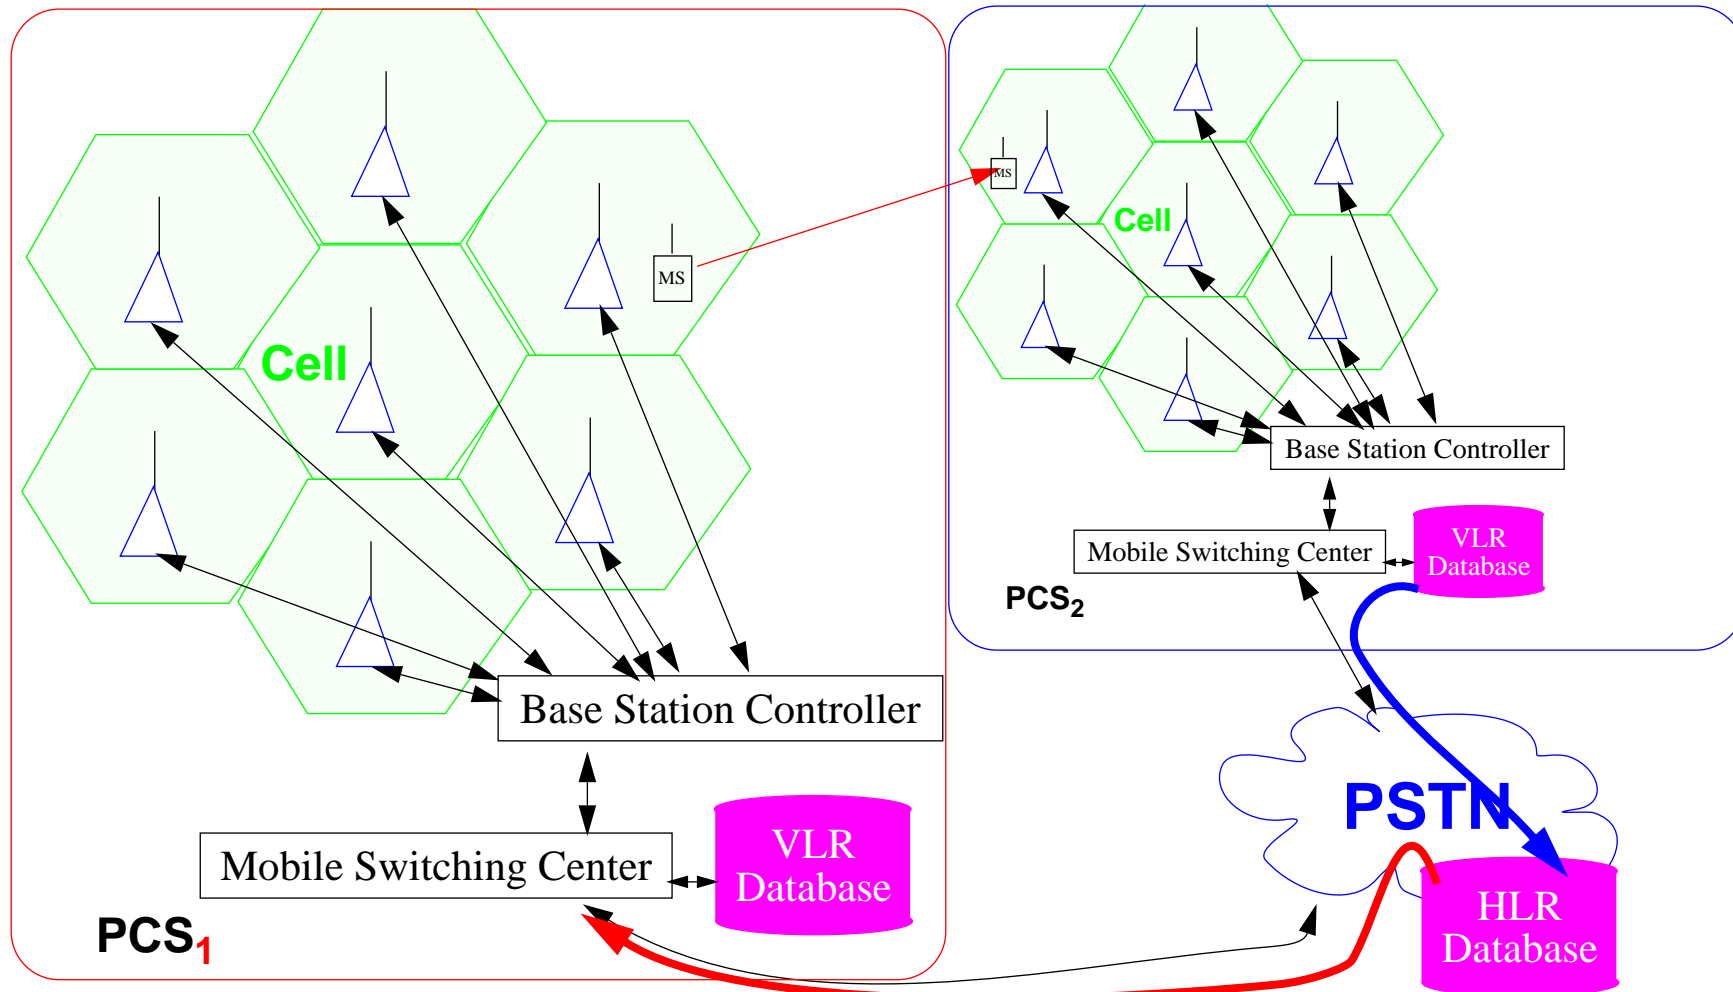 MS
Cell
Base Station Controller
Mobile Switching Center
VLR
Database
PCS1
MS
Cell
Base Station Controller
Mobile Switching Center
VLR
Database
PCS2
PSTN
HLR
Database